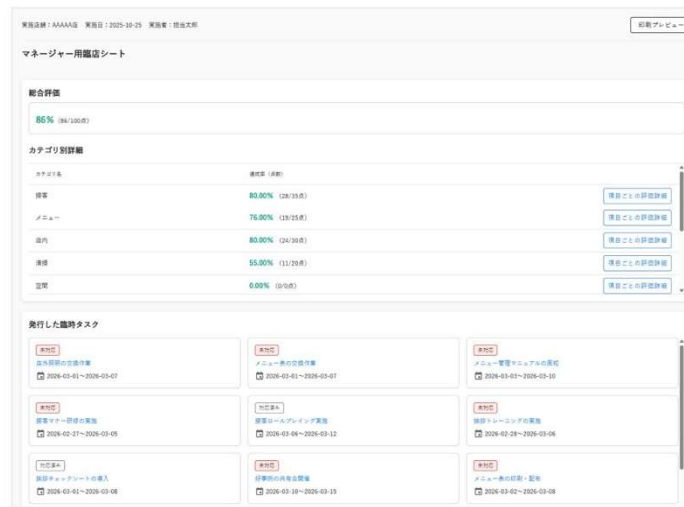 実施店舗：AAAAA店 実施日：2025-10-25 実施者：担当太郎
印刷プレビュー
マネージャー用臨店シート
総合評価
86% (86/100点)
カテゴリ別詳細
カテゴリ名 達成率（点数）
接客 80.00% (28/35点) 項目ごとの評価詳細
メニュー 76.00% (19/25点) 項目ごとの評価詳細
店内 80.00% (24/30点) 項目ごとの評価詳細
清掃 55.00% (11/20点) 項目ごとの評価詳細
空間 0.00% (0/0点) 項目ごとの評価詳細
発行した臨時タスク
未対応
店外照明の交換作業
2026-03-01～2026-03-07
未対応
メニュー表の交換作業
2026-03-01～2026-03-07
未対応
メニュー管理マニュアルの周知
2026-03-03～2026-03-10
未対応
接客マナー研修の実施
2026-02-27～2026-03-05
対応済み
接客ロールプレイング実施
2026-03-06～2026-03-12
未対応
挨拶トレーニングの実施
2026-02-28～2026-03-06
対応済み
挨拶チェックシートの導入
2026-03-01～2026-03-08
未対応
好事例の共有会開催
2026-03-10～2026-03-15
未対応
メニュー表の印刷・配布
2026-03-02～2026-03-08